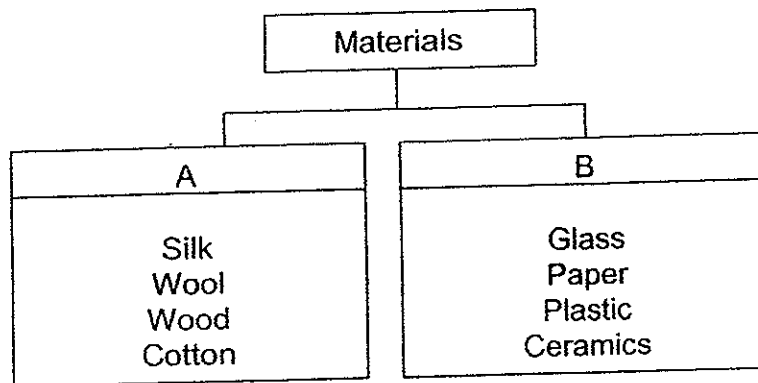 Materials
A
Silk
Wool
Wood
Cotton
B
Glass
Paper
Plastic
Ceramics